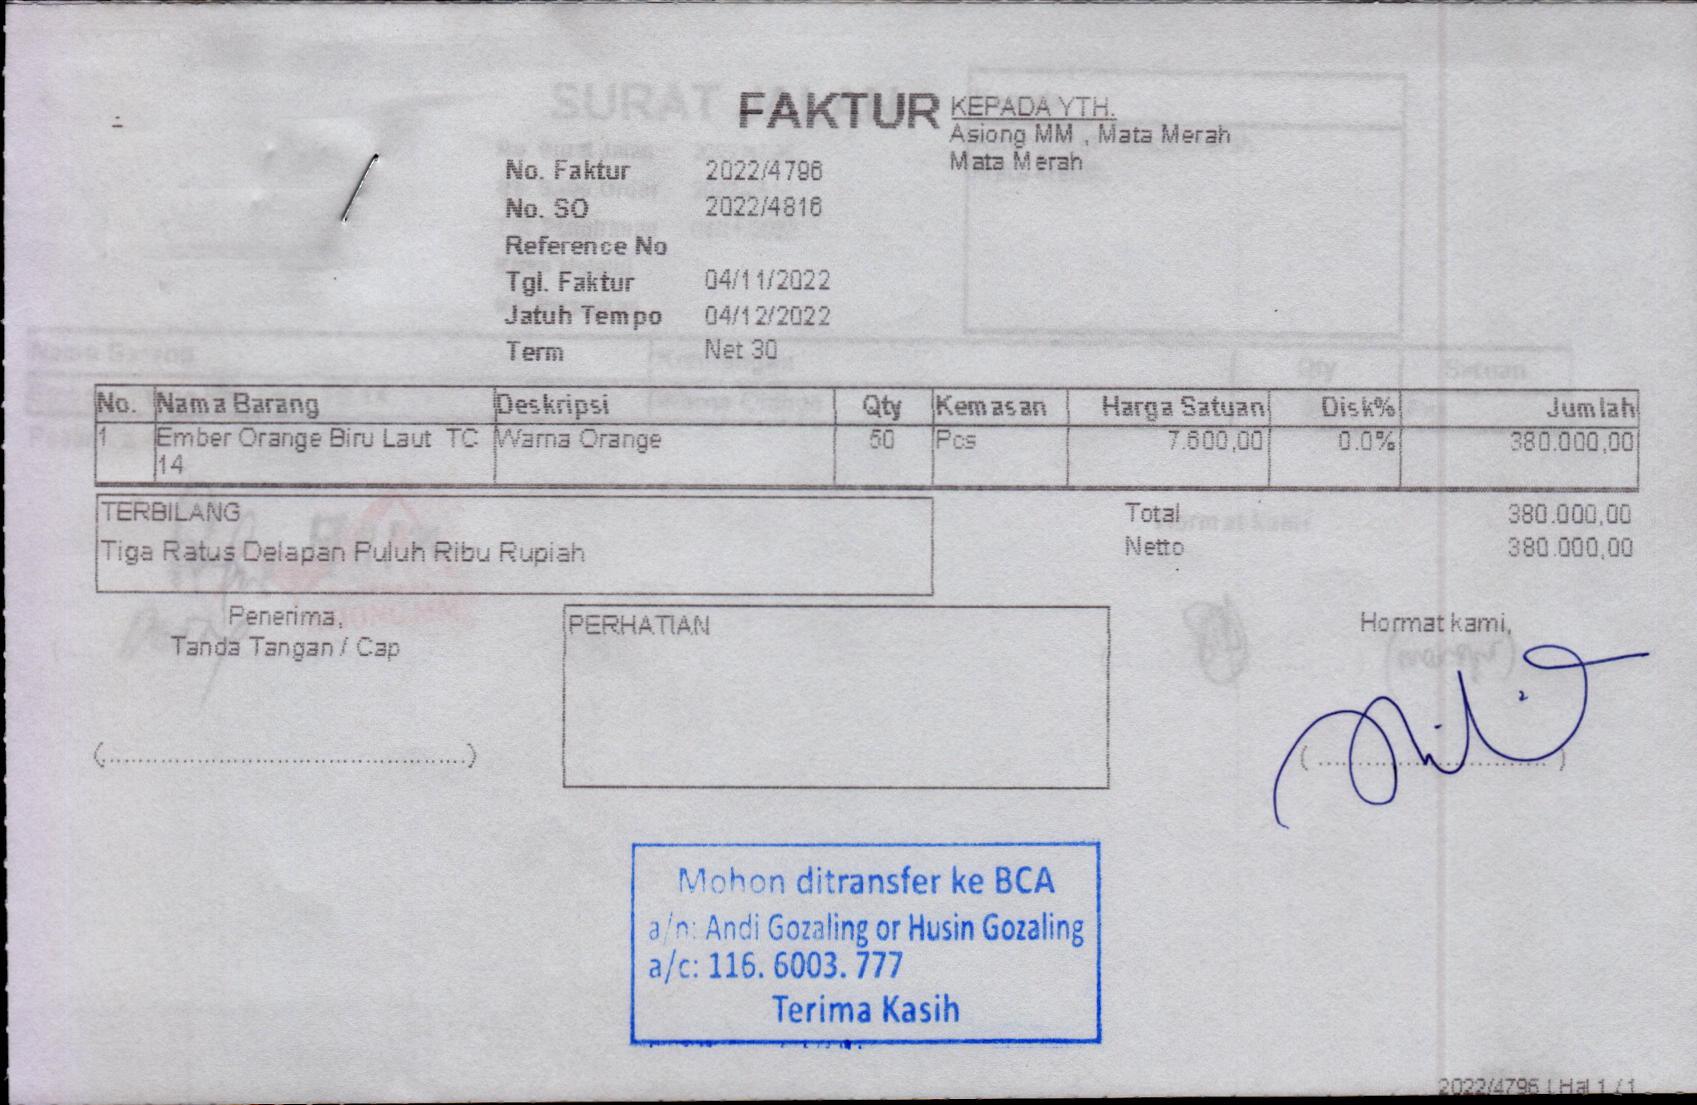 FAKTUR
KEPADA YTH.
Asiong MM , Mata Merah
Mata Merah
No. Faktur 2022/4796
No. SO 2022/4816
Reference No
Tgl. Faktur 04/11/2022
Jatuh Tempo 04/12/2022
Term Net 30
No. Nama Barang Deskripsi Qty Kemasan Harga Satuan Disk% Jumlah
1 Ember Orange Biru Laut TC Warna Orange 50 Pcs 7.600,00 0.0% 380.000,00
14
TERBILANG
Tiga Ratus Delapan Puluh Ribu Rupiah
Total 380.000,00
Netto 380.000,00
Penerima,
Tanda Tangan / Cap
PERHATIAN
Hormat kami,
Mohon ditransfer ke BCA
a/n: Andi Gozaling or Husin Gozaling
a/c: 116. 6003. 777
Terima Kasih
2022/4796 | Hal 1 / 1